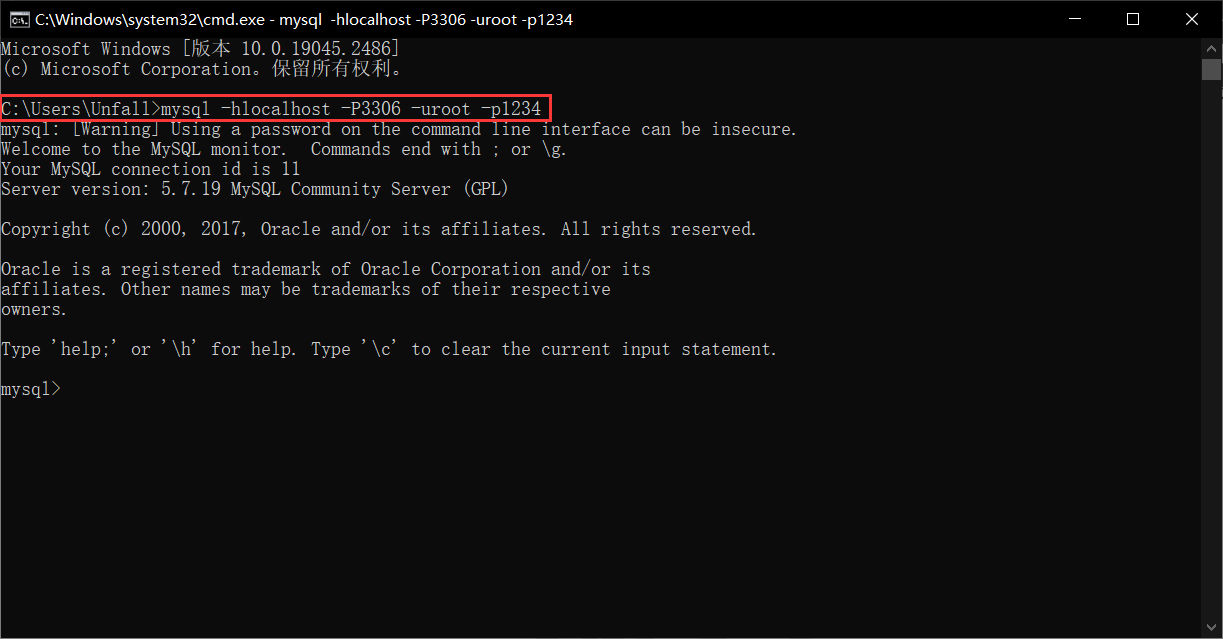 C:\Windows\system32\cmd.exe - mysql  -hlocalhost -P3306 -uroot -p1234
Microsoft Windows [版本 10.0.19045.2486]
(c) Microsoft Corporation。保留所有权利。
C:\Users\Unfall>mysql -hlocalhost -P3306 -uroot -p1234
mysql: [Warning] Using a password on the command line interface can be insecure.
Welcome to the MySQL monitor.  Commands end with ; or \g.
Your MySQL connection id is 11
Server version: 5.7.19 MySQL Community Server (GPL)
Copyright (c) 2000, 2017, Oracle and/or its affiliates. All rights reserved.
Oracle is a registered trademark of Oracle Corporation and/or its
affiliates. Other names may be trademarks of their respective
owners.
Type 'help;' or '\h' for help. Type '\c' to clear the current input statement.
mysql>